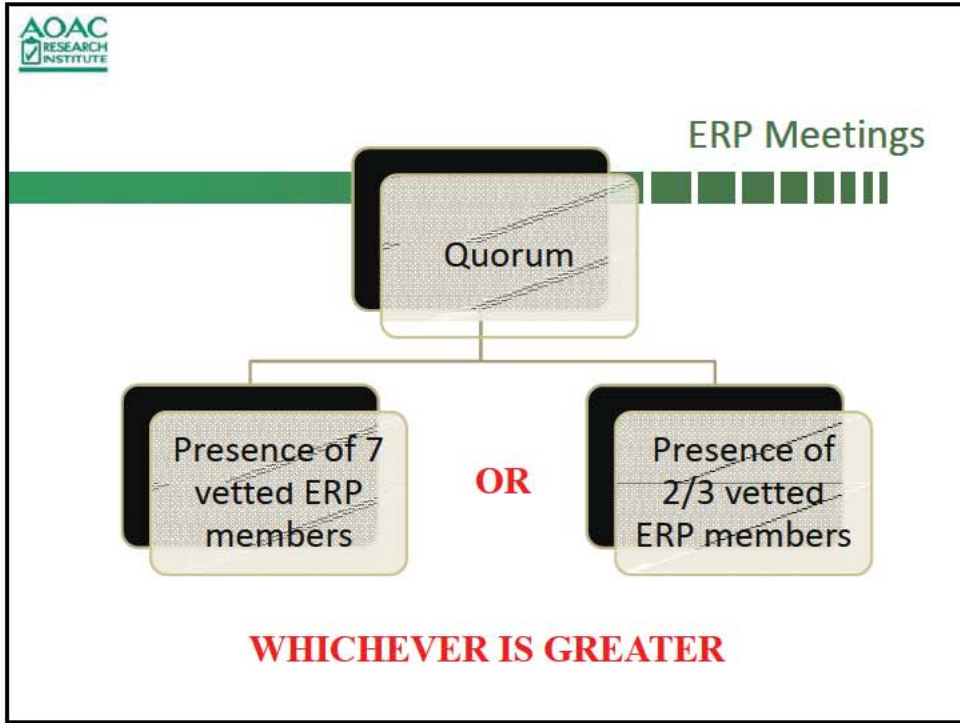 AOAC
RESEARCH
INSTITUTE
ERP Meetings
Quorum
Presence of 7
vetted ERP
members
OR
Presence of
2/3 vetted
ERP members
WHICHEVER IS GREATER